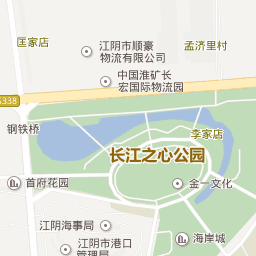 匡家店
江阴市顺豪
物流有限公司
孟济里村
中国淮矿长
宏国际物流园
S338
钢铁桥
李家店
长江之心公园
首府花园
金一文化
江阴海事局
海岸城
江阴市港口
管理局